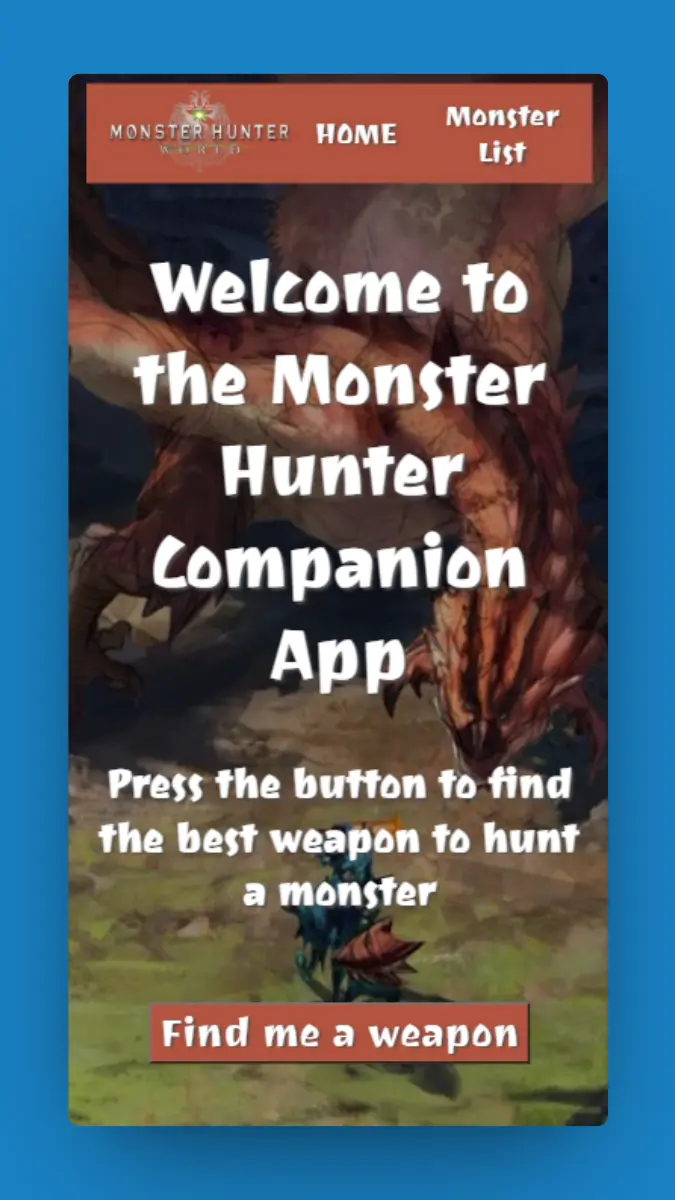 MONSTER HUNTER
WORLD
HOME
Monster
List
Welcome to
the Monster
Hunter
Companion
App
Press the button to find
the best weapon to hunt
a monster
Find me a weapon